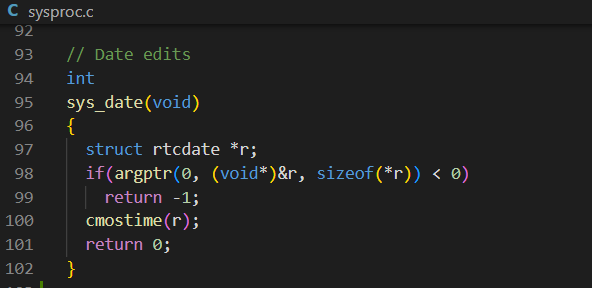 C sysproc.c
92
93 // Date edits
94 int
95 sys_date(void)
96 {
97   struct rtcdate *r;
98   if(argptr(0, (void*)&r, sizeof(*r)) < 0)
99     return -1;
100   cmostime(r);
101   return 0;
102 }